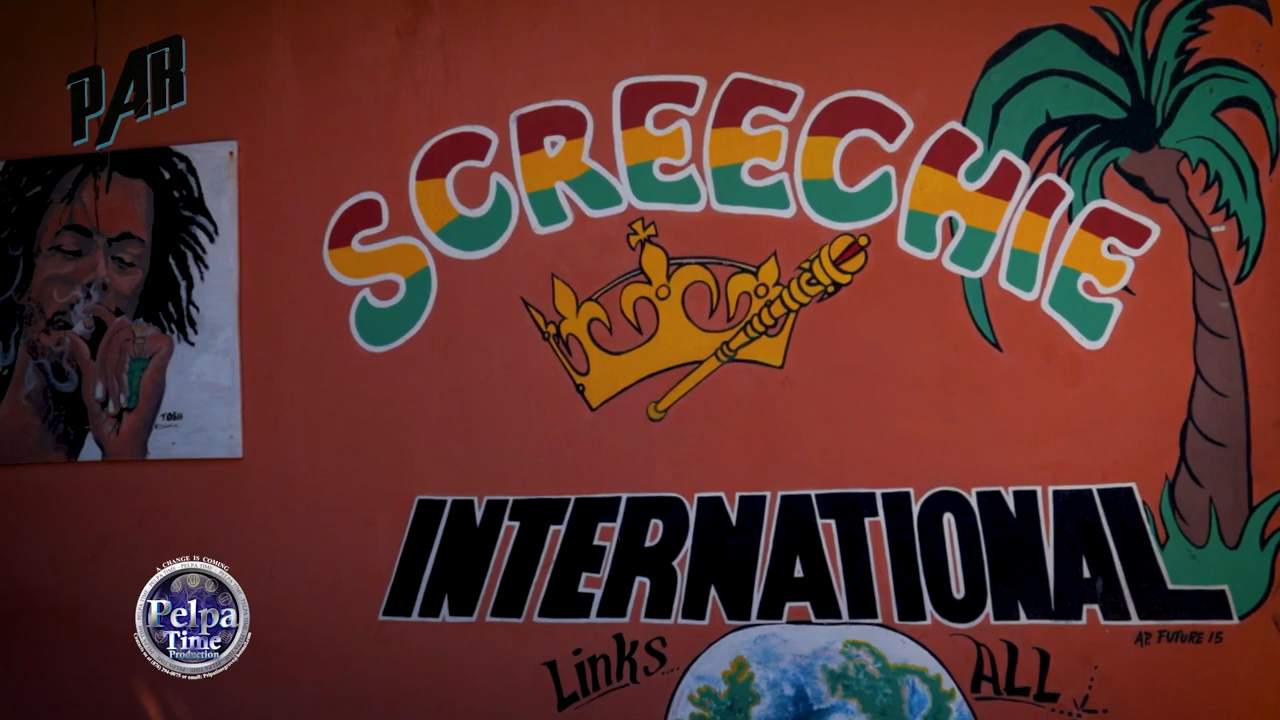 PAR
SCREECHIE
TOSH
INTERNATIONAL
AP. FUTURE 15
Links ALL
A CHANGE IS COMING
Pelpa
Time
Production